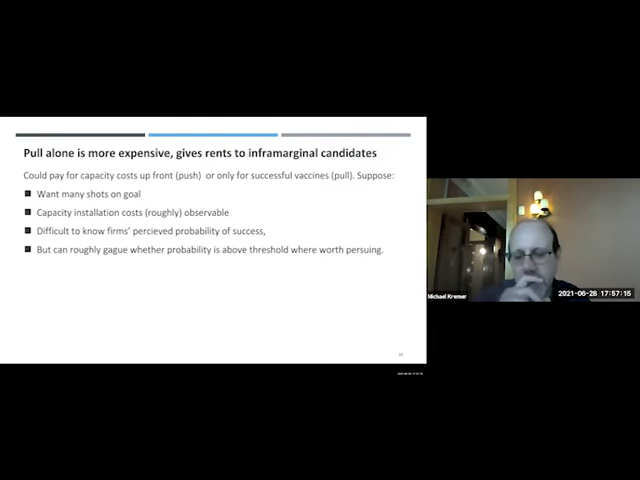 Pull alone is more expensive, gives rents to inframarginal candidates
Could pay for capacity costs up front (push) or only for successful vaccines (pull). Suppose:
Want many shots on goal
Capacity installation costs (roughly) observable
Difficult to know firms' percieved probability of success,
But can roughly gague whether probability is above threshold where worth persuing.
Michael Kremer
2021-06-28 17:57:15